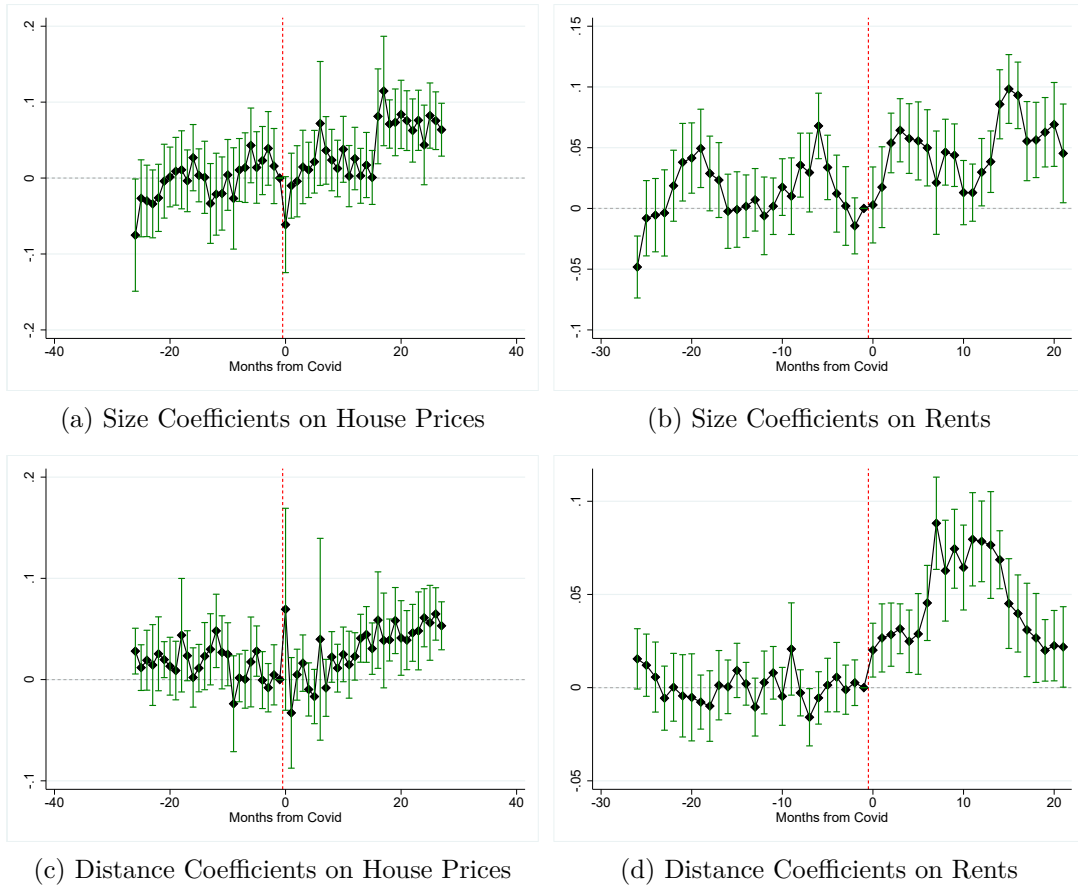 .2
.1
0
-.1
-.2
-40 -20 0 20 40
Months from Covid
(a) Size Coefficients on House Prices
.15
.1
.05
0
-.05
-.1
-30 -20 -10 0 10 20
Months from Covid
(b) Size Coefficients on Rents
.2
.1
0
-.1
-40 -20 0 20 40
Months from Covid
(c) Distance Coefficients on House Prices
.1
.05
0
-.05
-30 -20 -10 0 10 20
Months from Covid
(d) Distance Coefficients on Rents